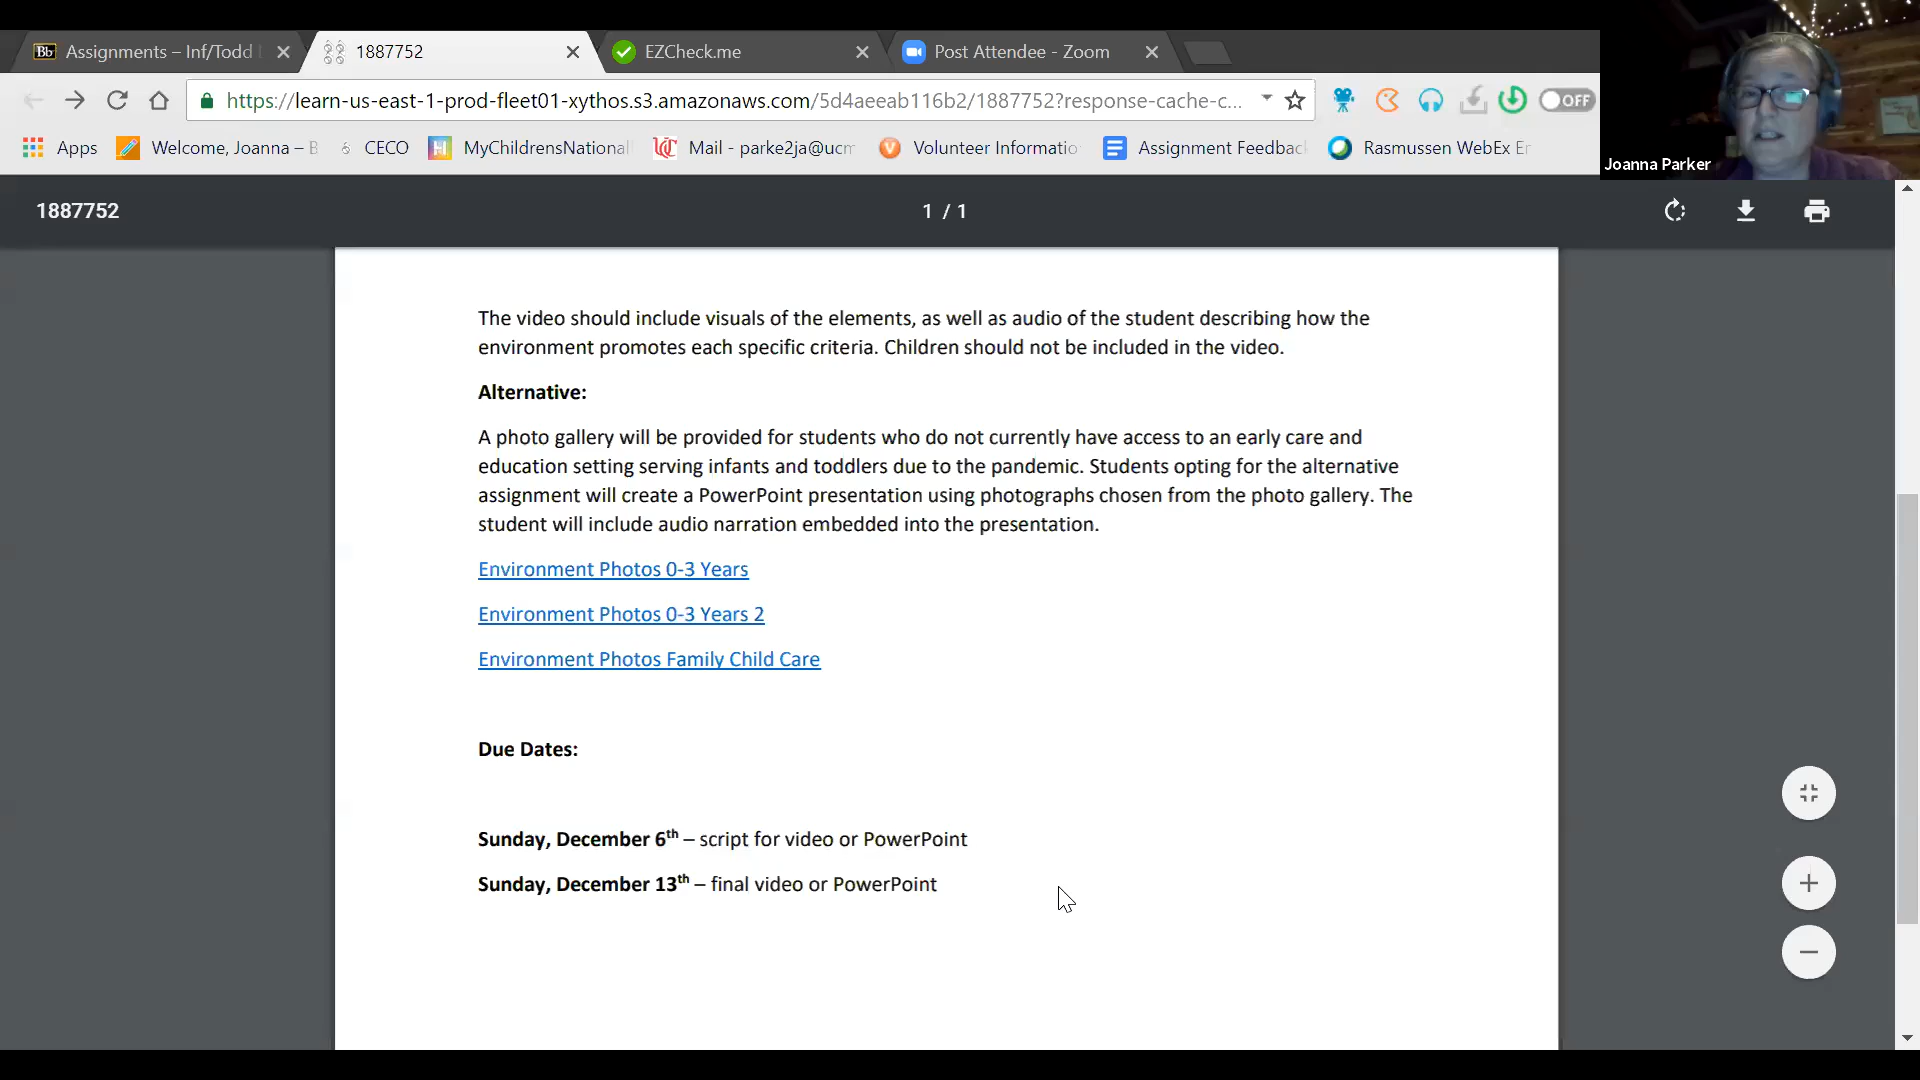 Assignments – Inf/Todd
1887752
EZCheck.me
Post Attendee - Zoom
https://learn-us-east-1-prod-fleet01-xythos.s3.amazonaws.com/5d4aeeab116b2/1887752?response-cache-c...
OFF
Apps
Welcome, Joanna –
CECO
MyChildrensNational
Mail - parke2ja@ucm
Volunteer Informatio
Assignment Feedbac
Rasmussen WebEx En
Joanna Parker
1887752
1 / 1
The video should include visuals of the elements, as well as audio of the student describing how the
environment promotes each specific criteria. Children should not be included in the video.
Alternative:
A photo gallery will be provided for students who do not currently have access to an early care and
education setting serving infants and toddlers due to the pandemic. Students opting for the alternative
assignment will create a PowerPoint presentation using photographs chosen from the photo gallery. The
student will include audio narration embedded into the presentation.
Environment Photos 0-3 Years
Environment Photos 0-3 Years 2
Environment Photos Family Child Care
Due Dates:
Sunday, December 6th – script for video or PowerPoint
Sunday, December 13th – final video or PowerPoint